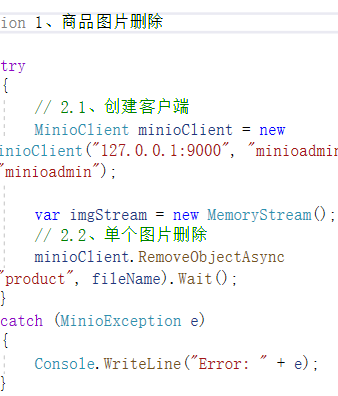 ion 1、商品图片删除
try
{
// 2.1、创建客户端
MinioClient minioClient = new
inioClient("127.0.0.1:9000", "minioadmin
"minioadmin");
var imgStream = new MemoryStream();
// 2.2、单个图片删除
minioClient.RemoveObjectAsync
"product", fileName).Wait();
}
catch (MinioException e)
{
Console.WriteLine("Error: " + e);
}